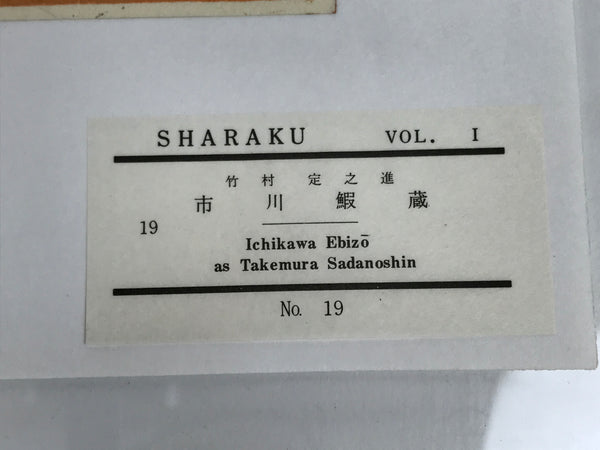 SHARAKU VOL. I
竹村定之進
19 市川鰕蔵
Ichikawa Ebizō
as Takemura Sadanoshin
No. 19